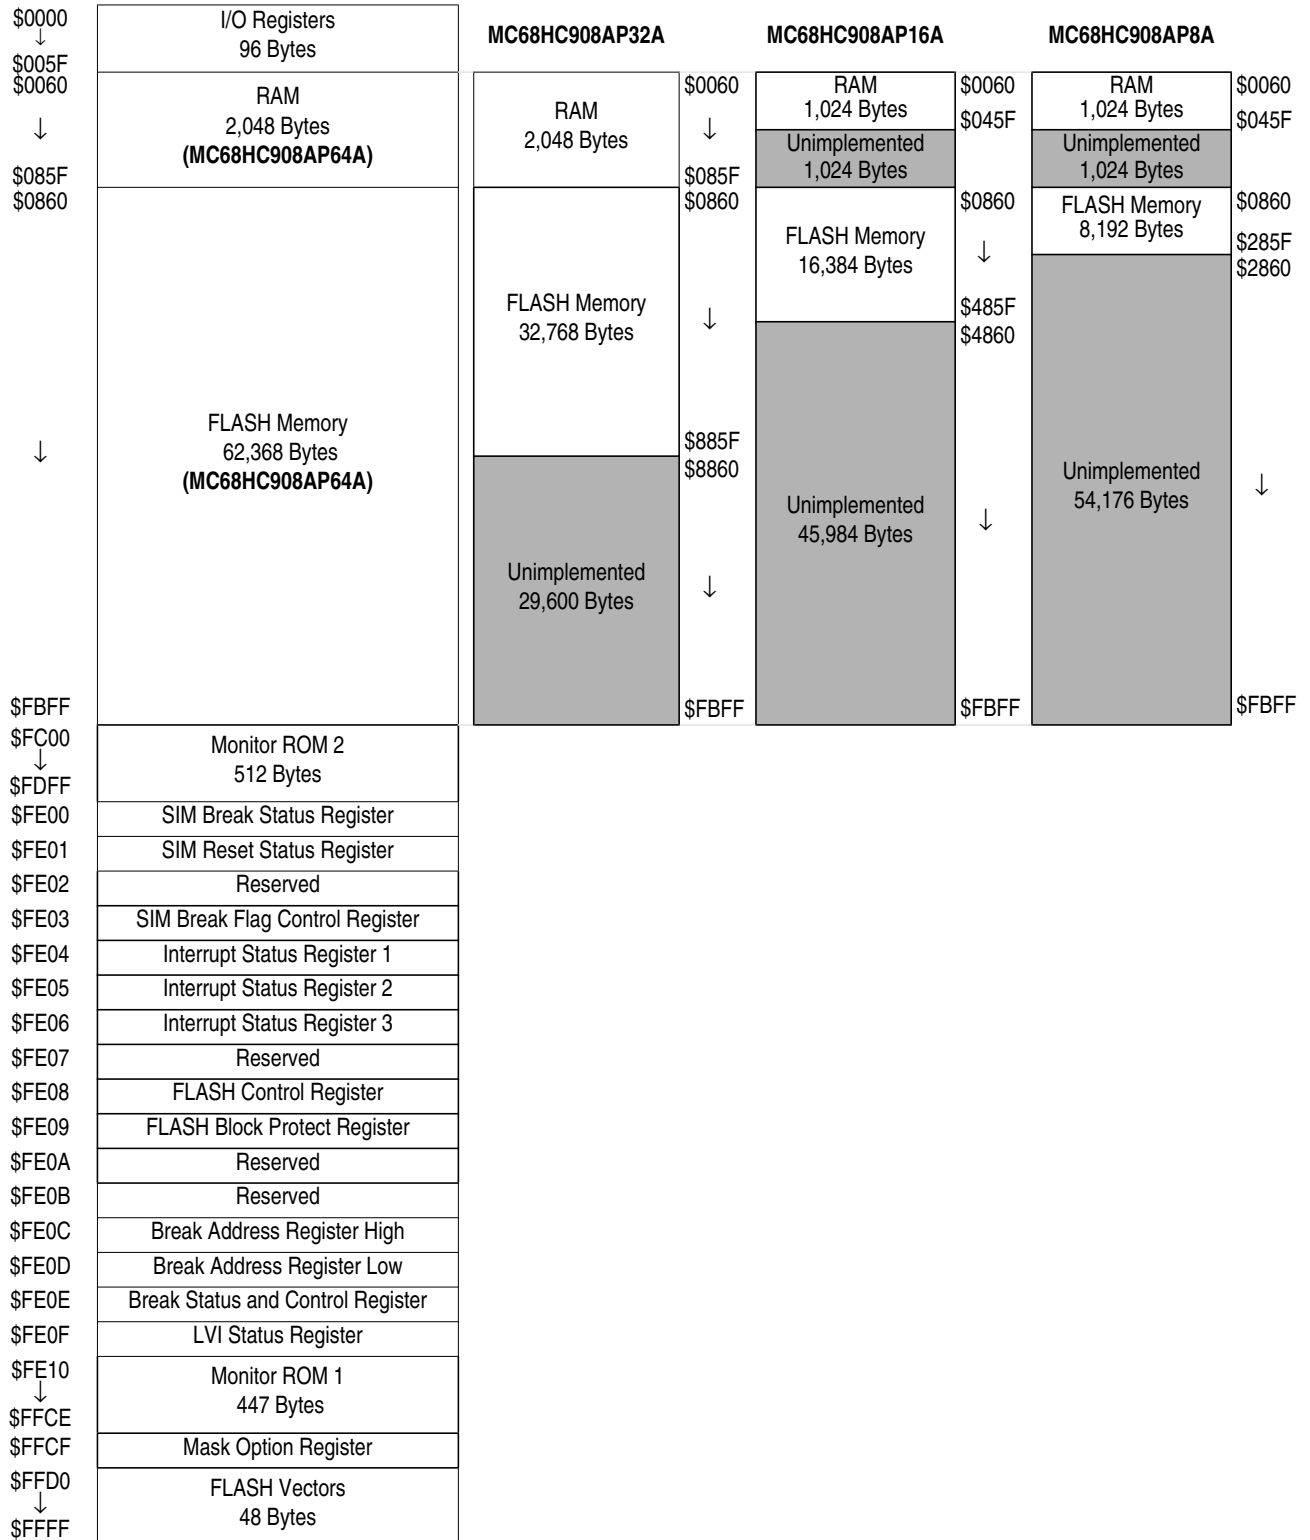 $0000
↓
$005F
I/O Registers
96 Bytes
MC68HC908AP32A
MC68HC908AP16A
MC68HC908AP8A
$0060
↓
$085F
RAM
2,048 Bytes
(MC68HC908AP64A)
RAM
2,048 Bytes
$0060
↓
$085F
RAM
1,024 Bytes
$0060
$045F
Unimplemented
1,024 Bytes
RAM
1,024 Bytes
$0060
$045F
Unimplemented
1,024 Bytes
$0860
↓
$FBFF
FLASH Memory
62,368 Bytes
(MC68HC908AP64A)
FLASH Memory
32,768 Bytes
$0860
↓
$885F
$8860
Unimplemented
29,600 Bytes
↓
$FBFF
FLASH Memory
16,384 Bytes
$0860
↓
$485F
$4860
Unimplemented
45,984 Bytes
↓
$FBFF
FLASH Memory
8,192 Bytes
$0860
$285F
$2860
Unimplemented
54,176 Bytes
↓
$FBFF
$FC00
↓
$FDFF
Monitor ROM 2
512 Bytes
$FE00 SIM Break Status Register
$FE01 SIM Reset Status Register
$FE02 Reserved
$FE03 SIM Break Flag Control Register
$FE04 Interrupt Status Register 1
$FE05 Interrupt Status Register 2
$FE06 Interrupt Status Register 3
$FE07 Reserved
$FE08 FLASH Control Register
$FE09 FLASH Block Protect Register
$FE0A Reserved
$FE0B Reserved
$FE0C Break Address Register High
$FE0D Break Address Register Low
$FE0E Break Status and Control Register
$FE0F LVI Status Register
$FE10
↓
$FFCE
Monitor ROM 1
447 Bytes
$FFCF Mask Option Register
$FFD0
↓
$FFFF
FLASH Vectors
48 Bytes